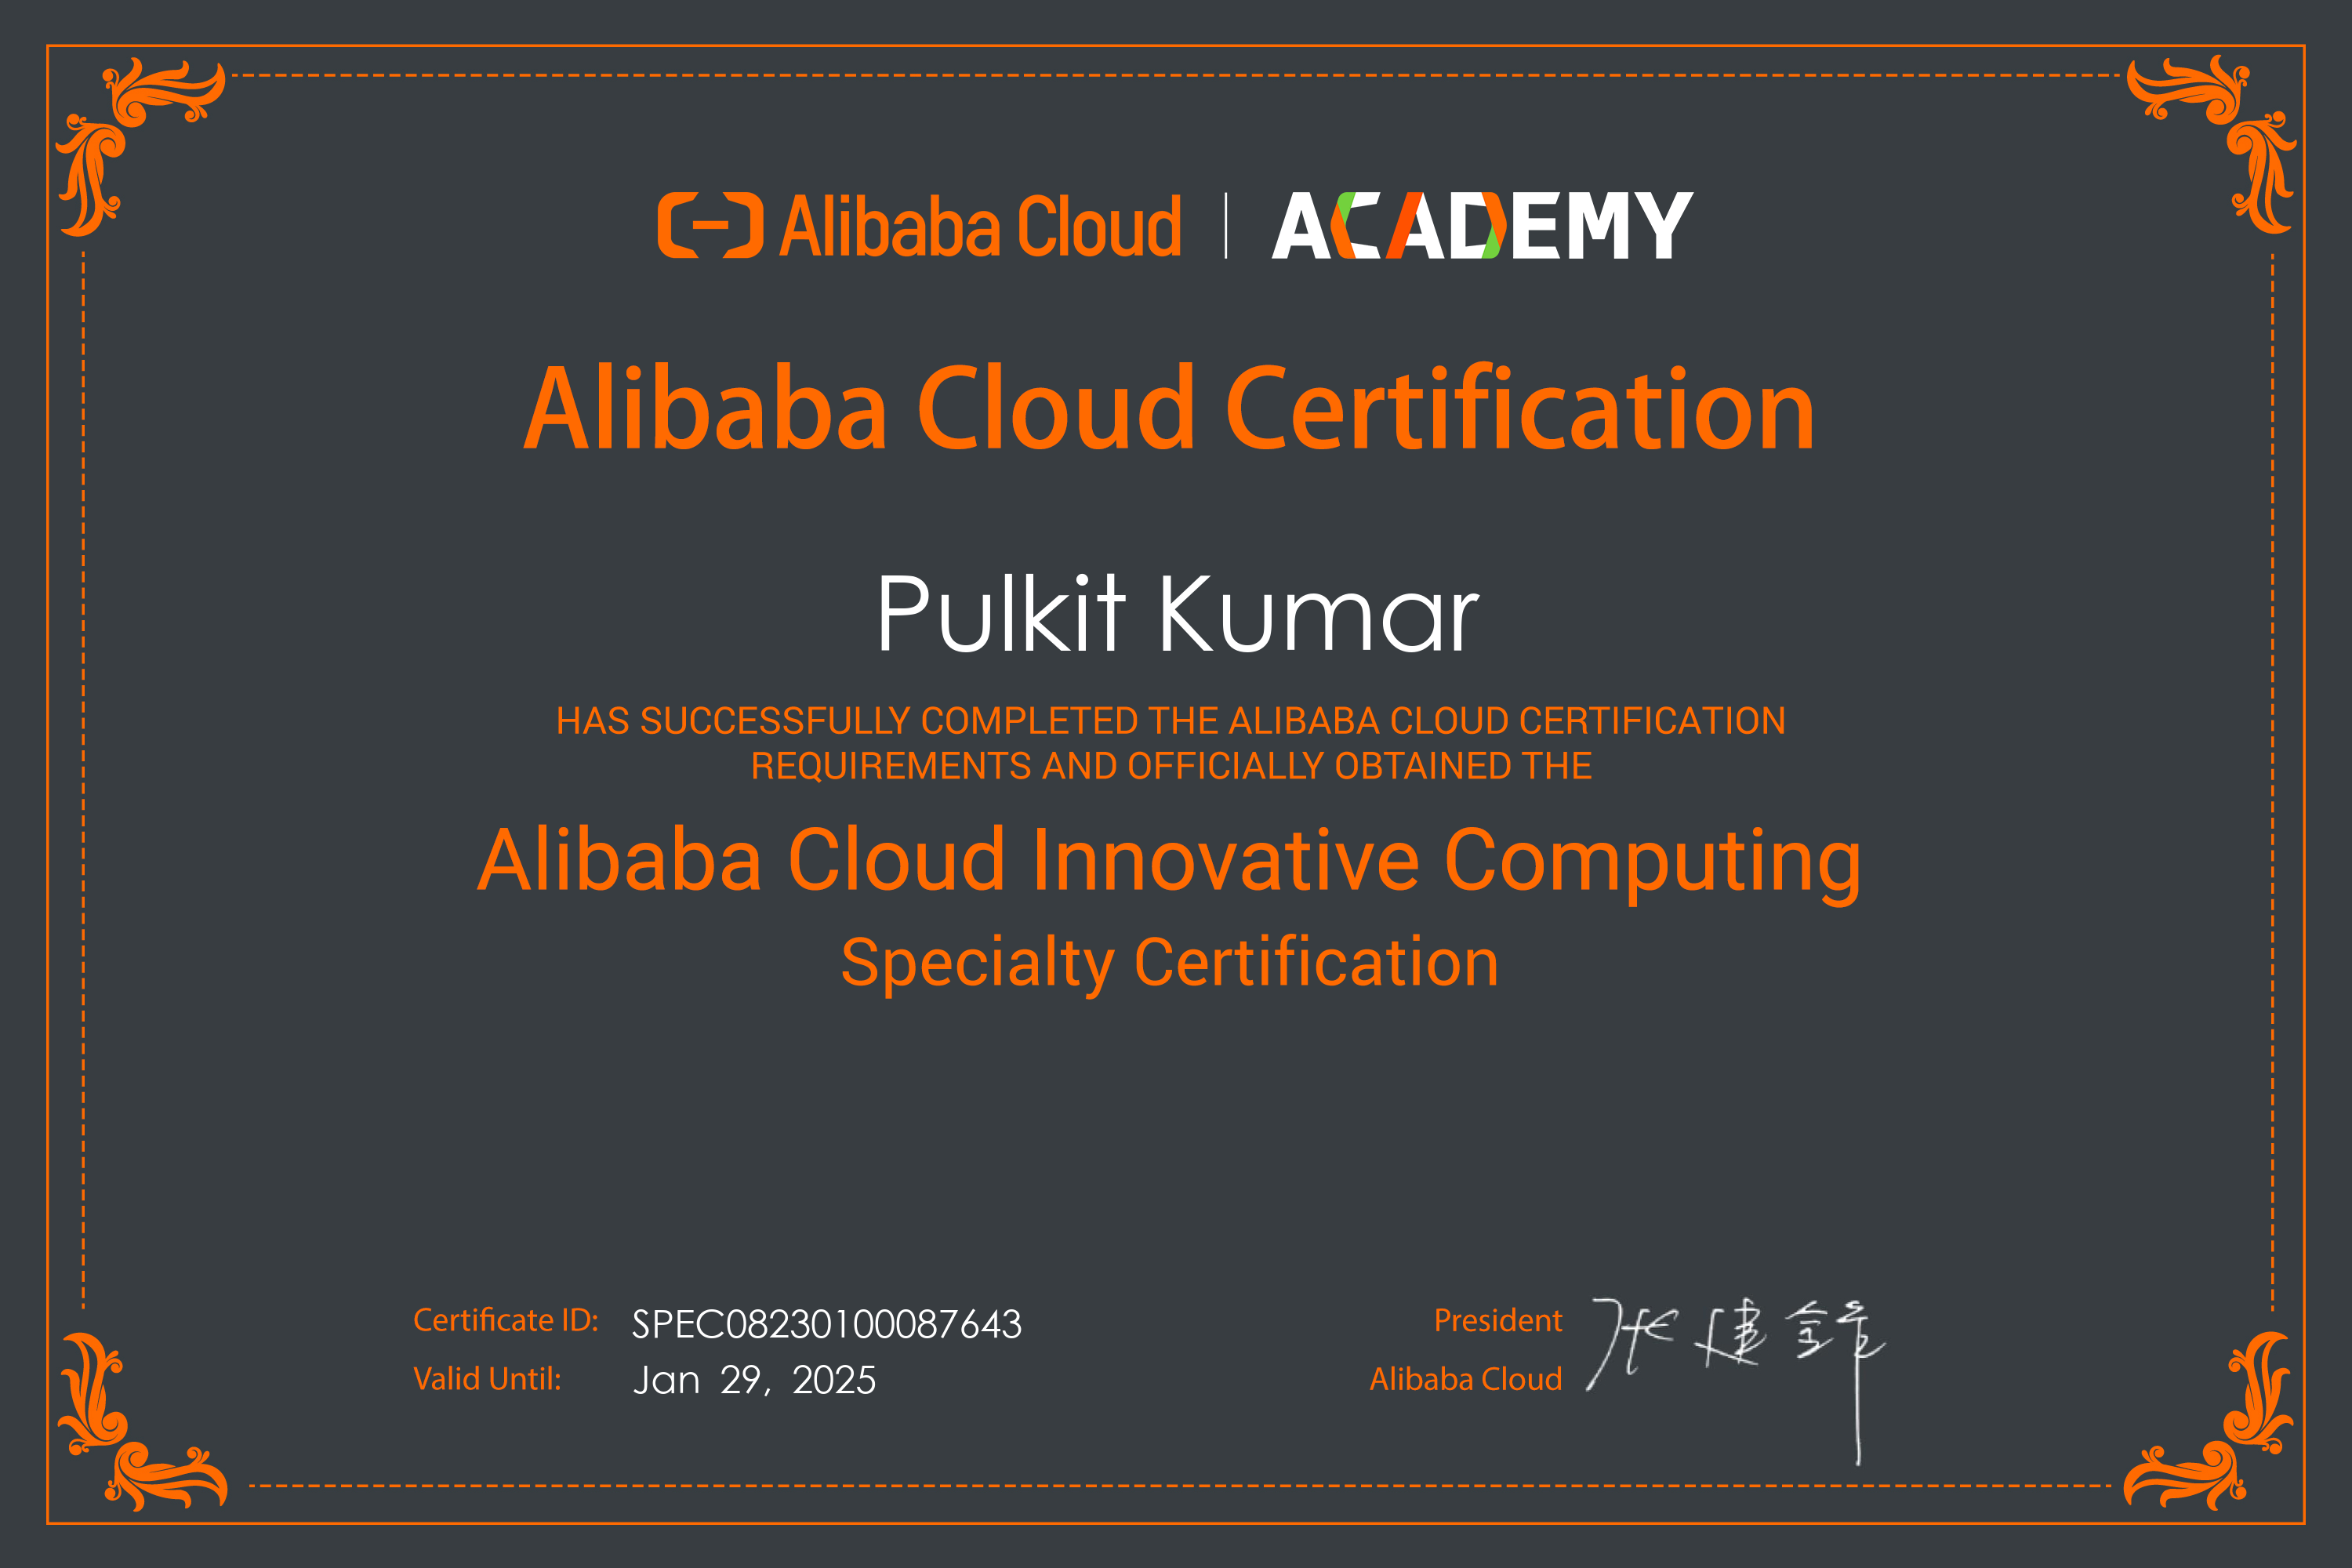 Alibaba Cloud | ACADEMY
Alibaba Cloud Certification
Pulkit Kumar
HAS SUCCESSFULLY COMPLETED THE ALIBABA CLOUD CERTIFICATION
REQUIREMENTS AND OFFICIALLY OBTAINED THE
Alibaba Cloud Innovative Computing
Specialty Certification
Certificate ID: SPEC08230100087643
Valid Until: Jan 29, 2025
President
Alibaba Cloud